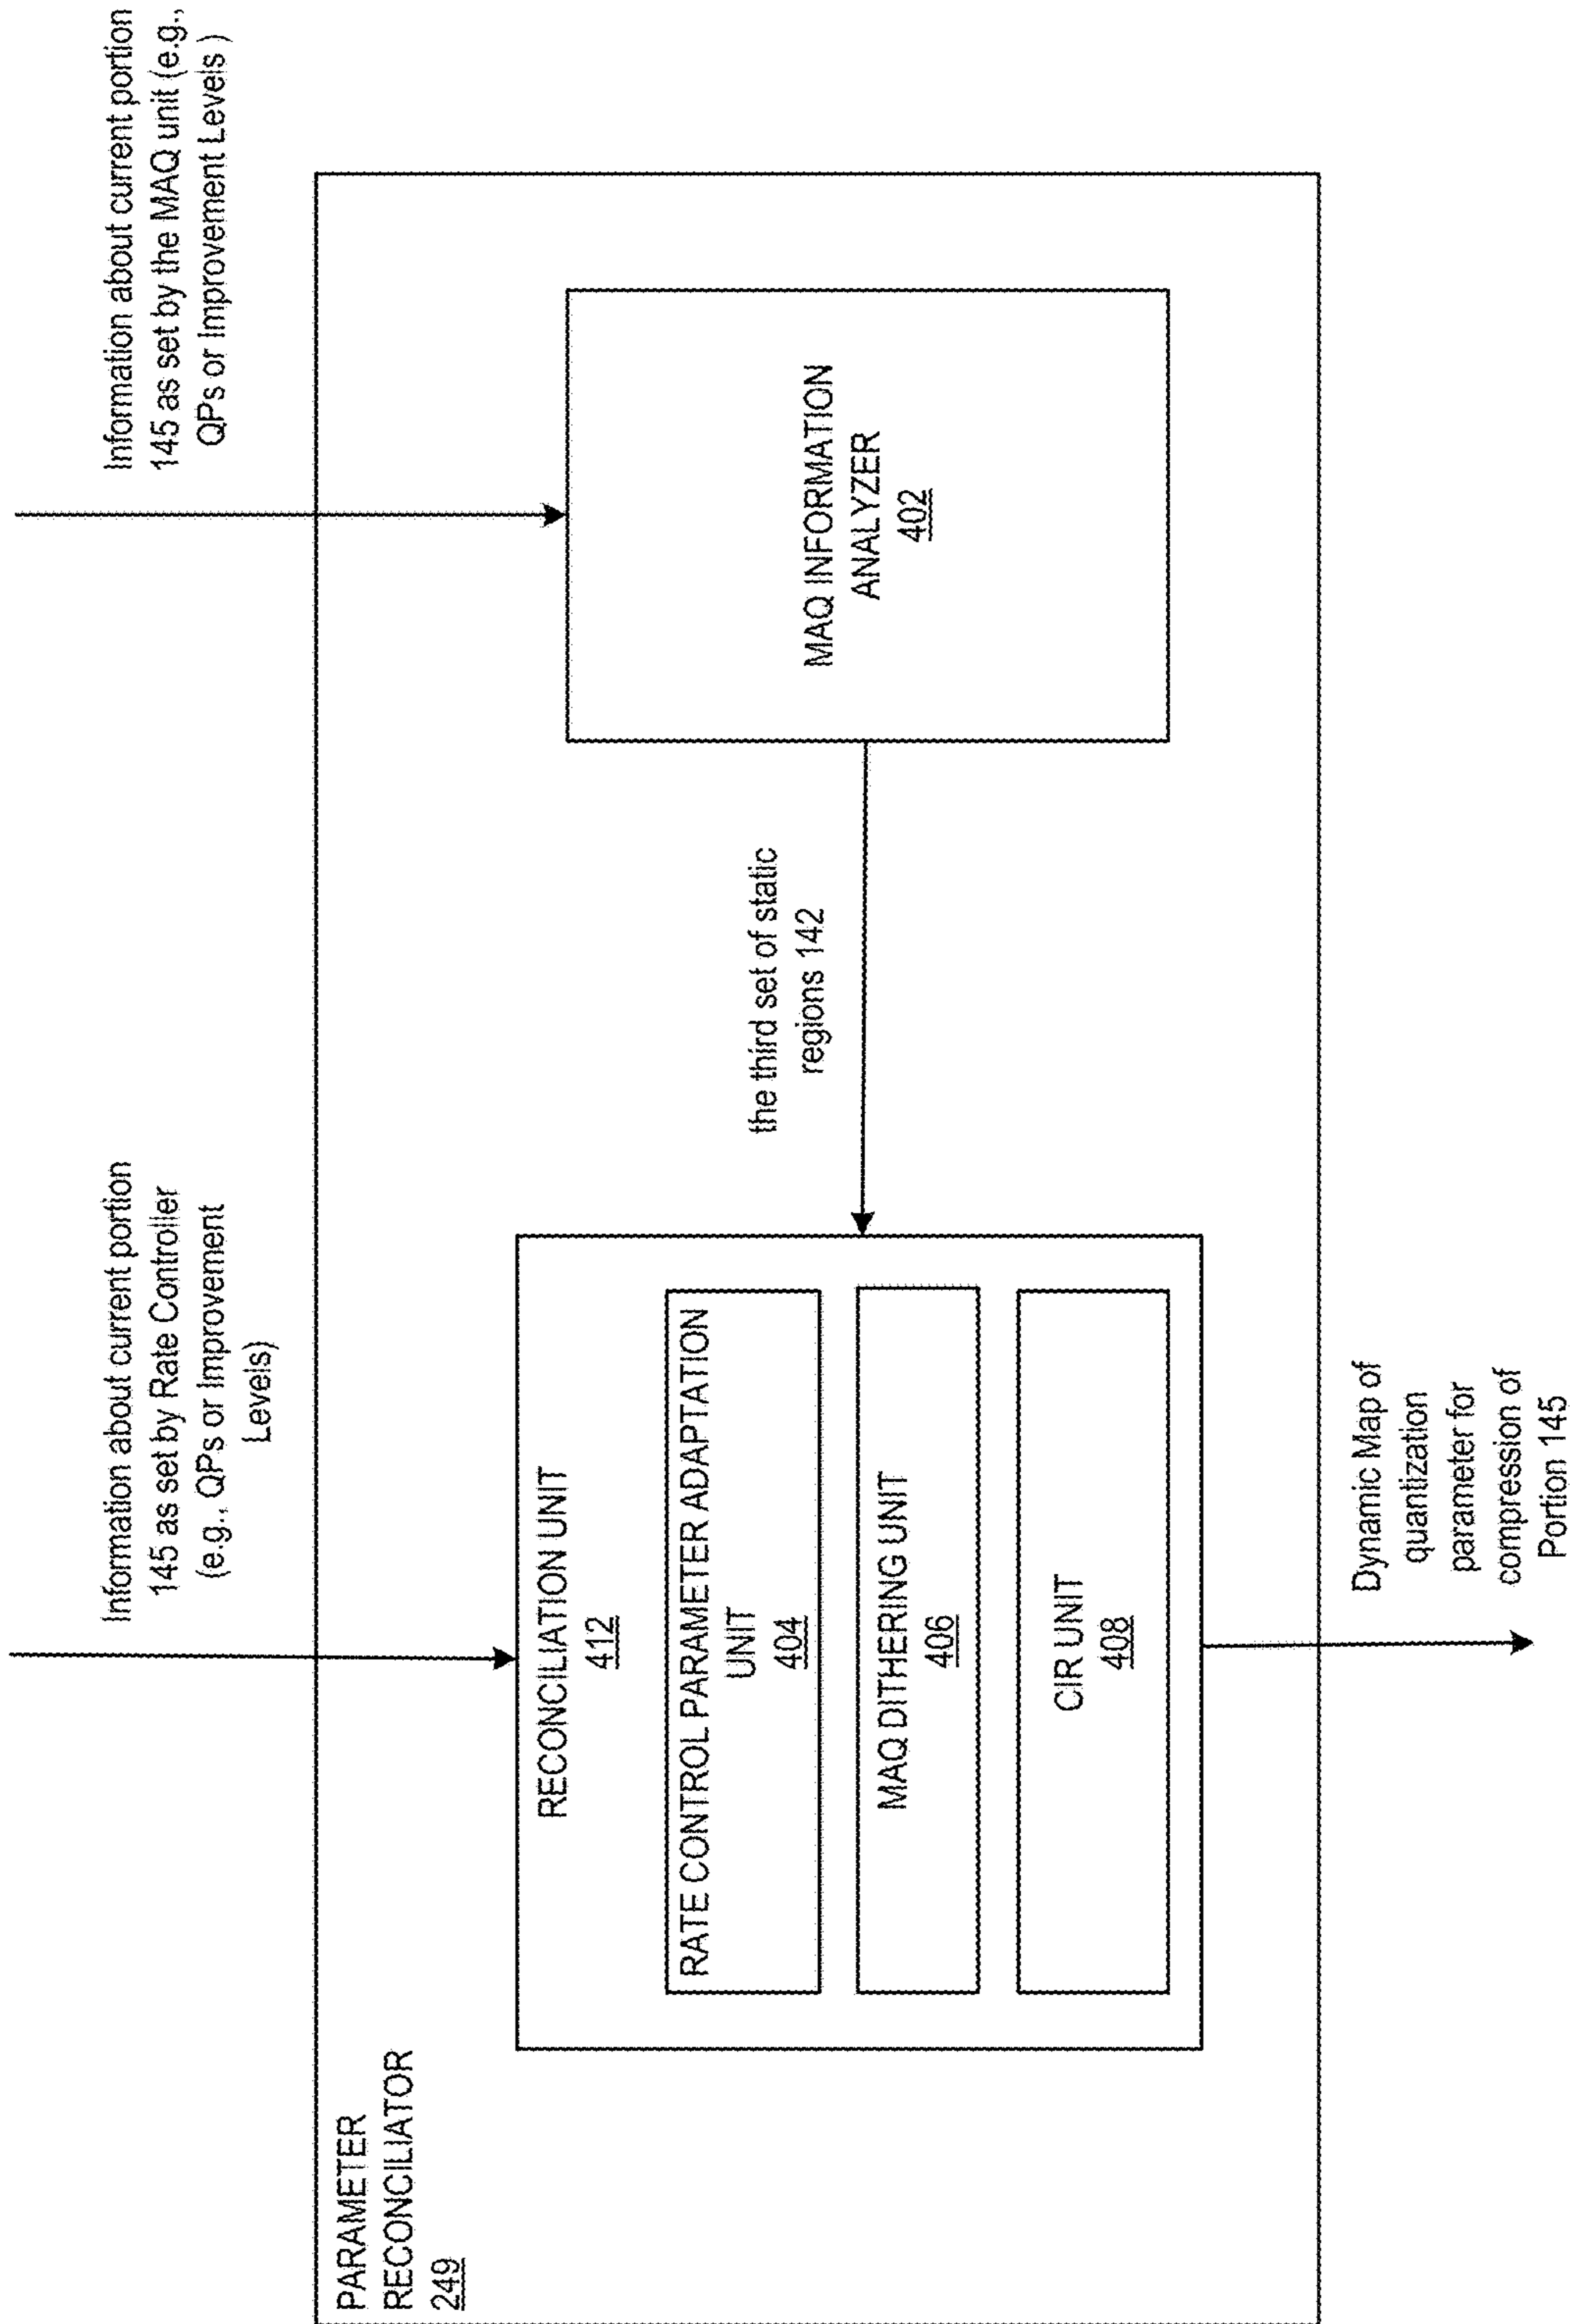 Information about current portion
145 as set by Rate Controller
(e.g., QPs or Improvement
Levels)
Information about current portion
145 as set by the MAQ unit (e.g.,
QPs or Improvement Levels )
PARAMETER
RECONCILIATOR
249
RECONCILIATION UNIT
412
RATE CONTROL PARAMETER ADAPTATION
UNIT
404
MAQ DITHERING UNIT
406
CIR UNIT
408
the third set of static
regions 142
MAQ INFORMATION
ANALYZER
402
Dynamic Map of
quantization
parameter for
compression of
Portion 145